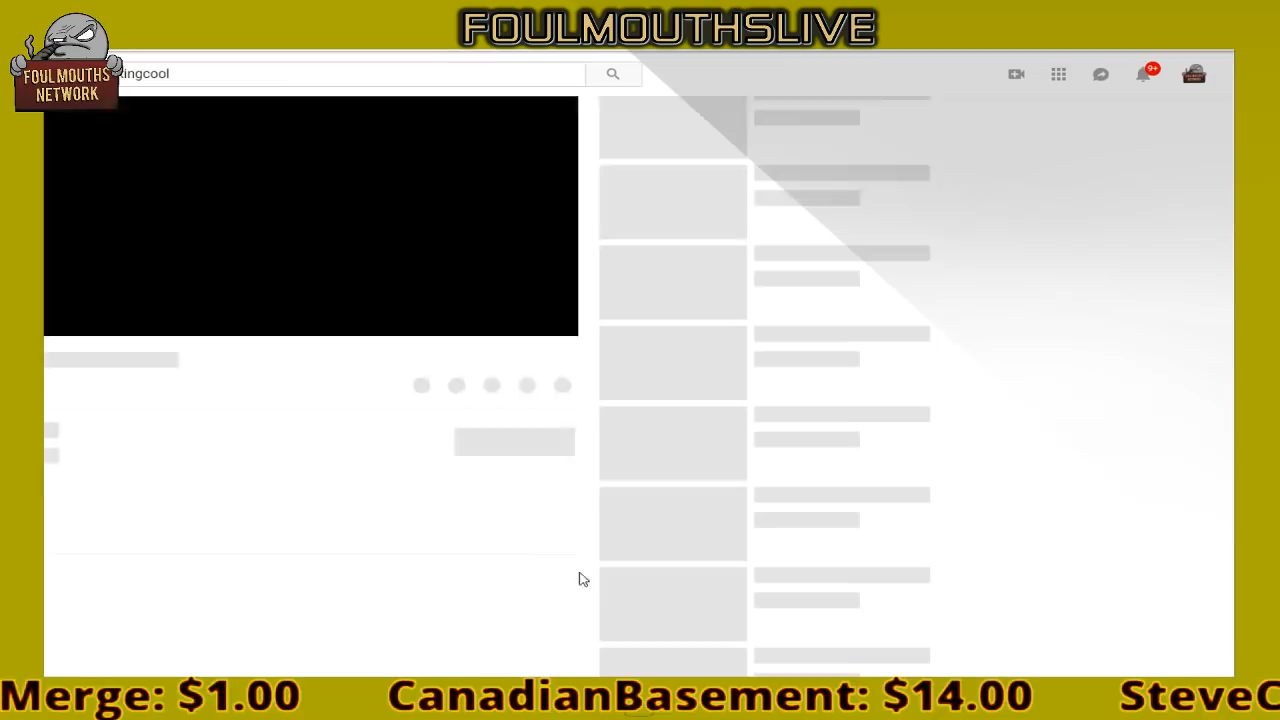 FOULMOUTHSLIVE
FOULMOUTHS
NETWORK
ingcool
9+
Merge: $1.00 CanadianBasement: $14.00 SteveC